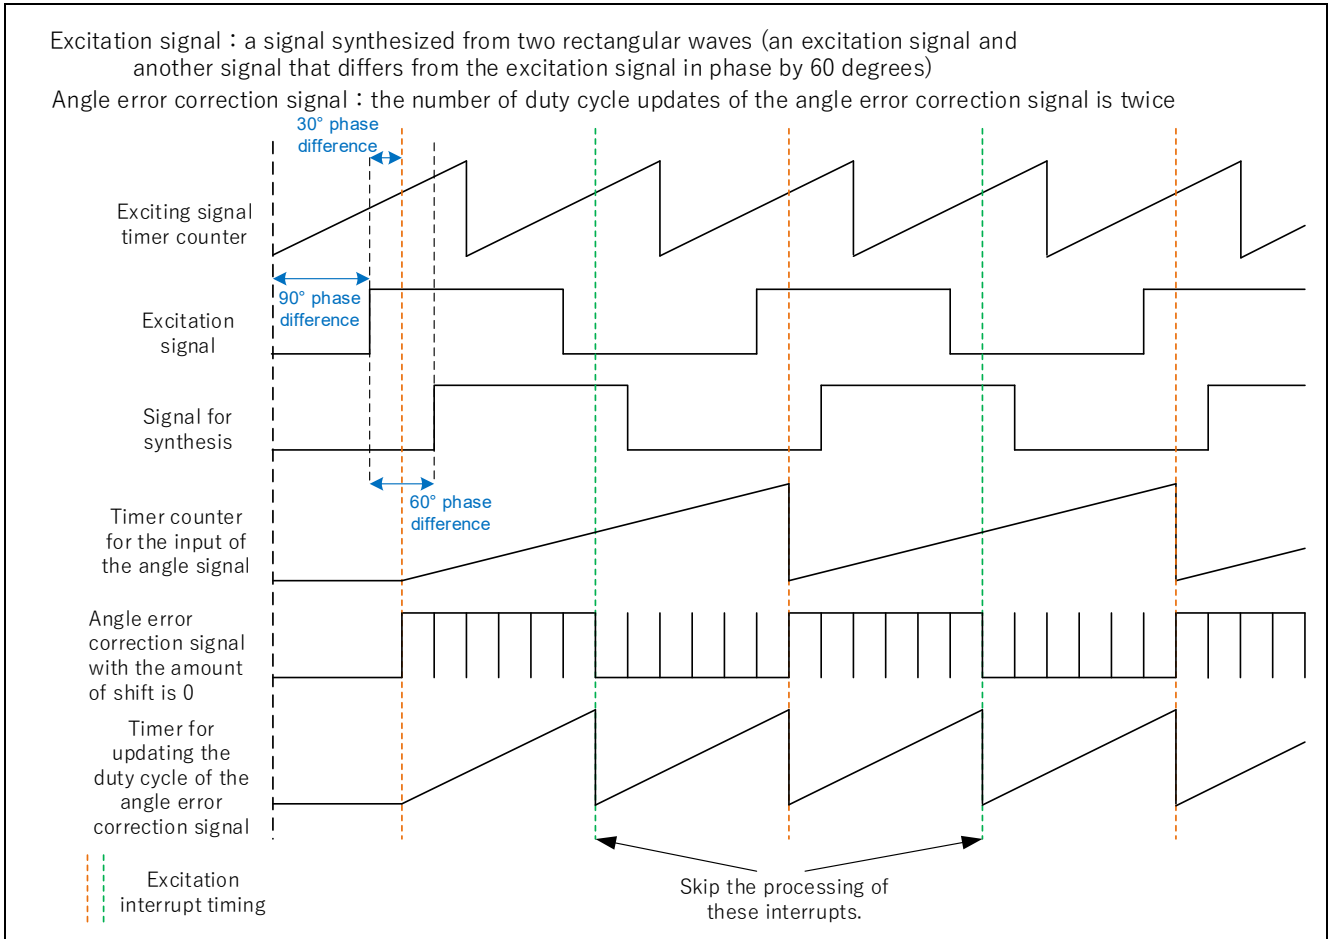 Excitation signal：a signal synthesized from two rectangular waves (an excitation signal and
another signal that differs from the excitation signal in phase by 60 degrees)
Angle error correction signal：the number of duty cycle updates of the angle error correction signal is twice
30° phase
difference
Exciting signal
timer counter
90° phase
difference
Excitation
signal
Signal for
synthesis
60° phase
difference
Timer counter
for the input of
the angle signal
Angle error
correction signal
with the amount
of shift is 0
Timer for
updating the
duty cycle of the
angle error
correction signal
Excitation
interrupt timing
Skip the processing of
these interrupts.